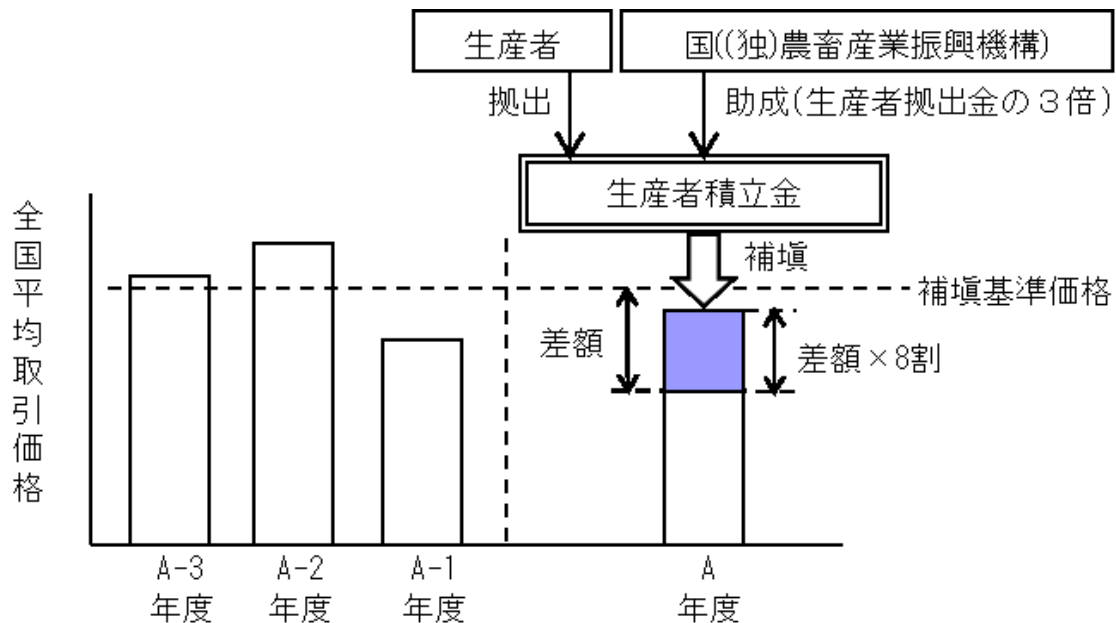 生産者
国((独)農畜産業振興機構)
拠出
助成(生産者拠出金の３倍)
生産者積立金
補塡
補塡基準価格
差額
差額×8割
全国平均取引価格
A-3
年度
A-2
年度
A-1
年度
A
年度